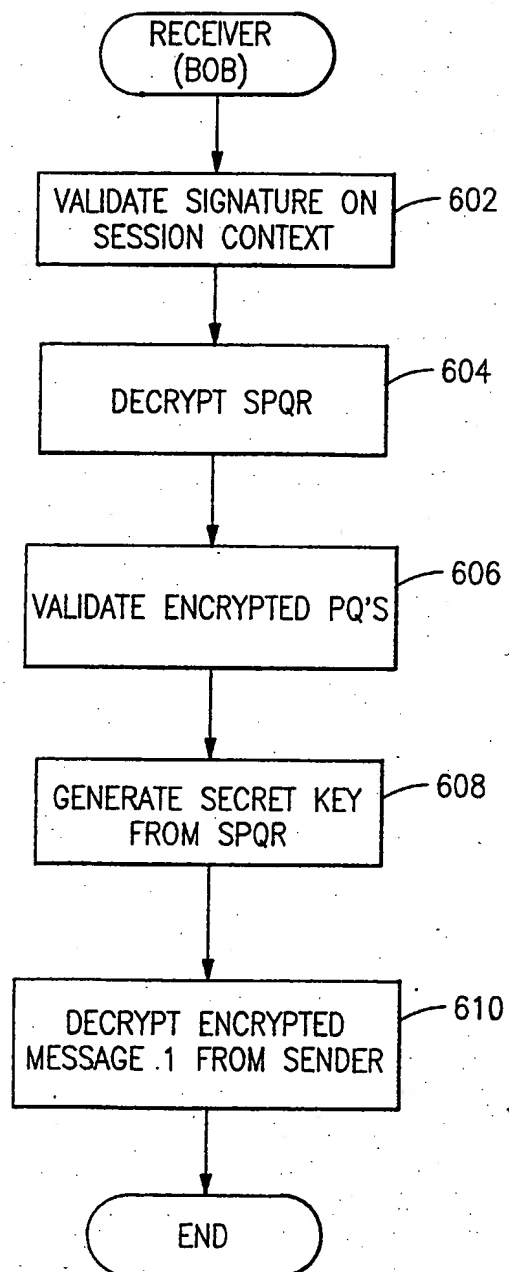 RECEIVER
(BOB)
VALIDATE SIGNATURE ON
SESSION CONTEXT
602
DECRYPT SPQR
604
VALIDATE ENCRYPTED PQ'S
606
GENERATE SECRET KEY
FROM SPQR
608
DECRYPT ENCRYPTED
MESSAGE .1 FROM SENDER
610
END